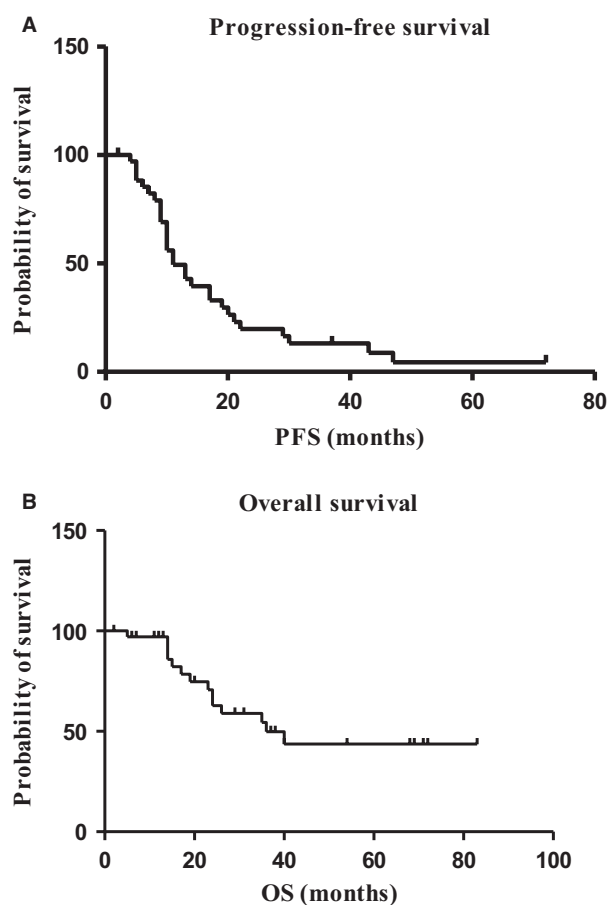 A
Progression-free survival
150
100
50
0
Probability of survival
0 20 40 60 80
PFS (months)
B
Overall survival
150
100
50
0
Probability of survival
0 20 40 60 80 100
OS (months)